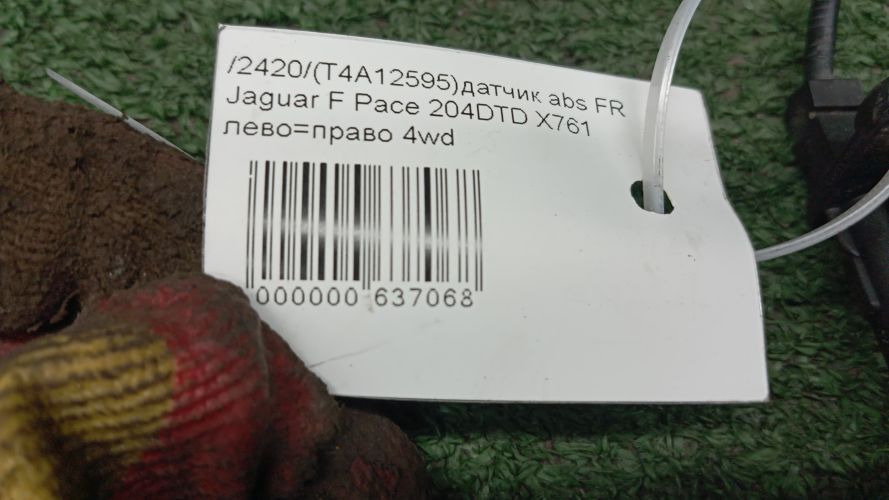 /2420/(T4A12595)датчик abs FR
Jaguar F Pace 204DTD X761
лево=право 4wd
000000 637068